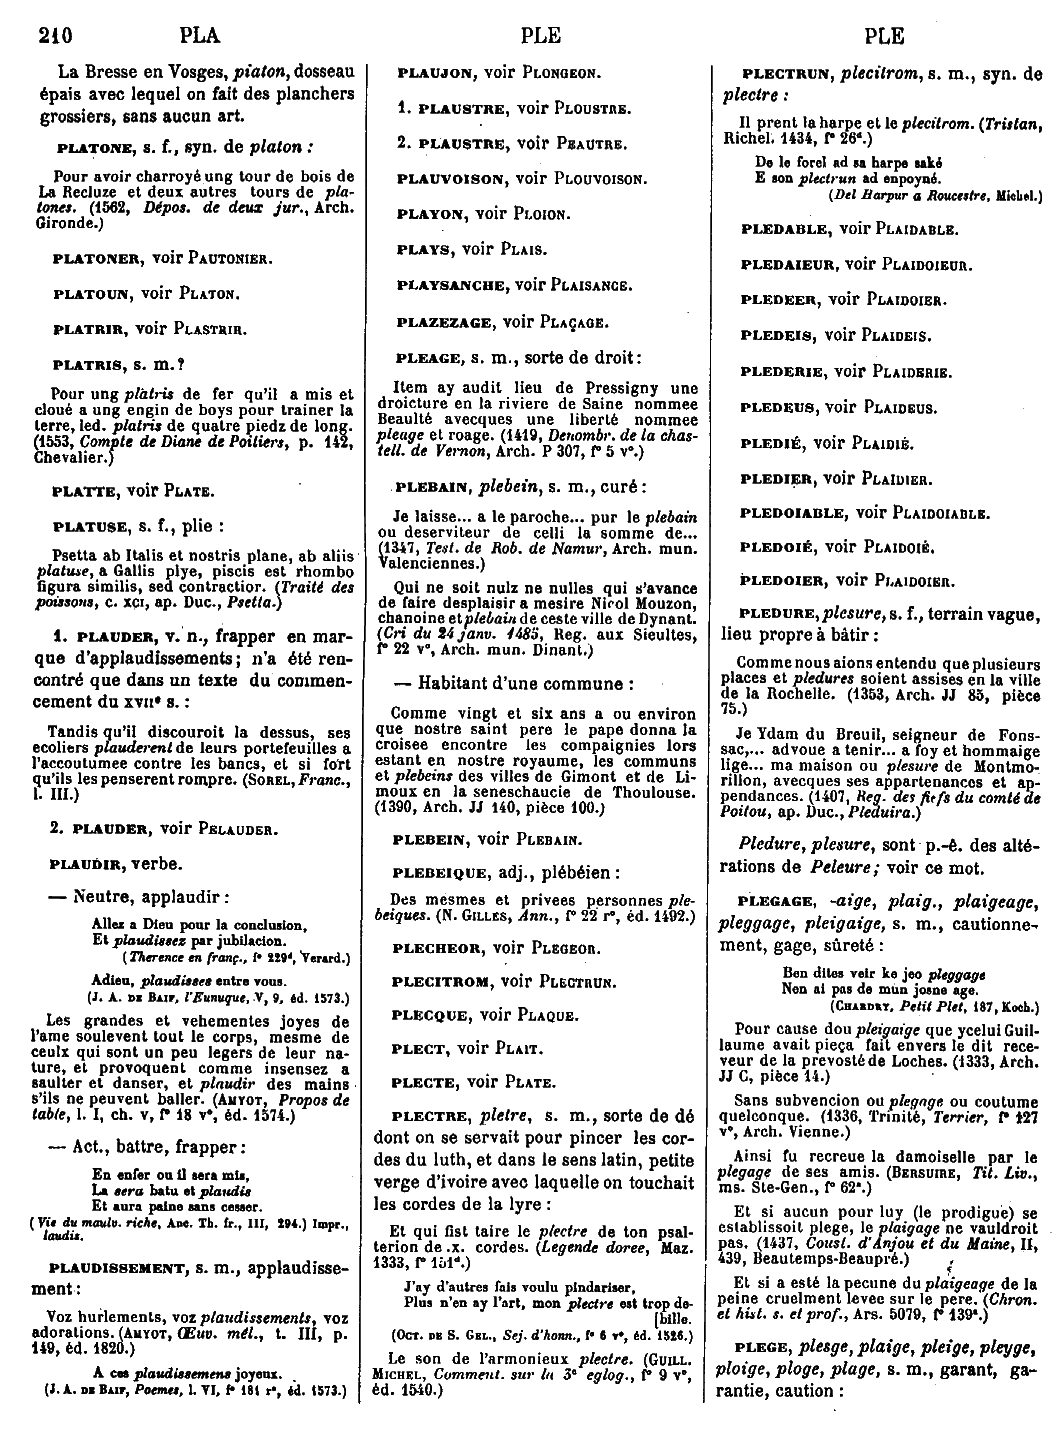 210 PLA PLE PLE
La Bresse en Vosges, piaton, dosseau
épais avec lequel on fait des planchers
grossiers, sans aucun art.
PLATONE, s. f., syn. de platon :
Pour avoir charroyé ung tour de bois de
La Recluze et deux autres tours de pla-
tones. (1562, Dépos. de deux jur., Arch.
Gironde.)
PLATONER, voir PAUTONIER.
PLATOUN, voir PLATON.
PLATRIR, voir PLASTRIR.
PLATRIS, s. m.?
Pour ung platris de fer qu'il a mis et
cloué a ung engin de boys pour trainer la
terre, led. platris de quatre piedz de long.
(1553, Compte de Diane de Poitiers, p. 142,
Chevalier.)
PLATTE, voir PLATE.
PLATUSE, s. f., plie :
Psetta ab Italis et nostris plane, ab aliis
platuse, a Gallis plye, piscis est rhombo
figura similis, sed contractior. (Traité des
poissons, c. XCI, ap. Duc., Psetta.)
1. PLAUDER, v. n., frapper en mar-
que d'applaudissements; n'a été ren-
contré que dans un texte du commen-
cement du XVIIe s. :
Tandis qu'il discouroit la dessus, ses
ecoliers plauderent de leurs portefeuilles a
l'accoutumee contre les bancs, et si fort
qu'ils les penserent rompre. (SOREL, Franc.,
l. III.)
2. PLAUDER, voir PELAUDER.
PLAUDIR, verbe.
— Neutre, applaudir :
Allez a Dieu pour la conclusion,
Et plaudissez par jubilacion.
(Therence en franç., f° 229d, Verard.)
Adieu, plaudisses entre vous.
(J. A. DE BAIF, l'Eunuque, V, 9, éd. 1573.)
Les grandes et vehementes joyes de
l'ame soulevent tout le corps, mesme de
ceulx qui sont un peu legers de leur na-
ture, et provoquent comme insensez a
saulter et danser, et plaudir des mains
s'ils ne peuvent baller. (AMYOT, Propos de
table, l. I, ch. V, f° 18 v°, éd. 1574.)
— Act., battre, frapper :
En enfer ou il sera mis,
La sera batu et plaudis
Et aura paine sans cesser.
(Vie du maulv. riche, Anc. Th. fr., III, 294.) Impr.,
laudis.
PLAUDISSEMENT, s. m., applaudisse-
ment :
Voz hurlements, voz plaudissements, voz
adorations. (AMYOT, Œuv. mél., t. III, p.
149, éd. 1820.)
A ces plaudissemens joyeux.
(J. A. DE BAIF, Poemes, l. VI, f° 181 r°, éd. 1573.)
PLAUJON, voir PLONGEON.
1. PLAUSTRE, voir PLOUSTRE.
2. PLAUSTRE, voir PEAUTRE.
PLAUVOISON, voir PLOUVOISON.
PLAYON, voir PLOION.
PLAYS, voir PLAIS.
PLAYSANCHE, voir PLAISANCE.
PLAZEZAGE, voir PLAÇAGE.
PLEAGE, s. m., sorte de droit :
Item ay audit lieu de Pressigny une
droicture en la riviere de Saine nommee
Beaulté avecques une liberté nommee
pleage et roage. (1419, Denombr. de la chas-
tell. de Vernon, Arch. P 307, f° 5 v°.)
PLEBAIN, plebein, s. m., curé :
Je laisse... a le paroche... pur le plebain
ou deserviteur de celli la somme de...
(1347, Test. de Rob. de Namur, Arch. mun.
Valenciennes.)
Qui ne soit nulz ne nulles qui s'avance
de faire desplaisir a mesire Nicol Mouzon,
chanoine et plebain de ceste ville de Dynant.
(Cri du 24 janv. 1485, Reg. aux Sieultes,
f° 22 v°, Arch. mun. Dinant.)
— Habitant d'une commune :
Comme vingt et six ans a ou environ
que nostre saint pere le pape donna la
croisee encontre les compaignies lors
estant en nostre royaume, les communs
et plebeins des villes de Gimont et de Li-
moux en la seneschaucie de Thoulouse.
(1390, Arch. JJ 140, pièce 100.)
PLEBEIN, voir PLEBAIN.
PLEBEIQUE, adj., plébéien :
Des mesmes et privees personnes ple-
beiques. (N. GILLES, Ann., f° 22 r°, éd. 1492.)
PLECHEOR, voir PLEGEOR.
PLECITROM, voir PLECTRUN.
PLECQUE, voir PLAQUE.
PLECT, voir PLAIT.
PLECTE, voir PLATE.
PLECTRE, pletre, s. m., sorte de dé
dont on se servait pour pincer les cor-
des du luth, et dans le sens latin, petite
verge d'ivoire avec laquelle on touchait
les cordes de la lyre :
Et qui fist taire le plectre de ton psal-
terion de .x. cordes. (Legende doree, Maz.
1333, f° 151d.)
J'ay d'autres fais voulu pindariser,
Plus n'en ay l'art, mon plectre est trop de-
[bille.
(OCT. DE S. GEL., Sej. d'honn., f° 6 v°, éd. 1526.)
Le son de l'armonieux plectre. (GUILL.
MICHEL, Comment. sur la 3e eglog., f° 9 v°,
éd. 1540.)
PLECTRUN, plecitrom, s. m., syn. de
plectre :
Il prent la harpe et le plecitrom. (Tristan,
Richel. 1434, f° 26d.)
De le forel ad sa harpe saké
E son plectrun ad enpoyné.
(Del Harpur a Roucestre, Michel.)
PLEDABLE, voir PLAIDABLE.
PLEDAIEUR, voir PLAIDOIEUR.
PLEDEER, voir PLAIDOIER.
PLEDEIS, voir PLAIDEIS.
PLEDERIE, voir PLAIDERIE.
PLEDEUS, voir PLAIDEUS.
PLEDIÉ, voir PLAIDIÉ.
PLEDIER, voir PLAIDIER.
PLEDOIABLE, voir PLAIDOIABLE.
PLEDOIÉ, voir PLAIDOIÉ.
PLEDOIER, voir PLAIDOIER.
PLEDURE, plesure, s. f., terrain vague,
lieu propre à bâtir :
Comme nous aions entendu que plusieurs
places et pledures soient assises en la ville
de la Rochelle. (1353, Arch. JJ 85, pièce
75.)
Je Ydam du Breuil, seigneur de Fons-
sac,... advoue a tenir... a foy et hommaige
lige... ma maison ou plesure de Montmo-
rillon, avecques ses appartenances et ap-
pendances. (1407, Reg. des fiefs du comté de
Poitou, ap. Duc., Pleduira.)
Pledure, plesure, sont p.-ê. des alté-
rations de Peleure; voir ce mot.
PLEGAGE, -aige, plaig., plaigeage,
pleggage, pleigaige, s. m., cautionne-
ment, gage, sûreté :
Ben dites veir ke jeo pleggage
Nen ai pas de mun josne age.
(CHARDRY, Petit Plet, 187, Koch.)
Pour cause dou pleigaige que ycelui Guil-
laume avait pieça fait envers le dit rece-
veur de la prevosté de Loches. (1333, Arch.
JJ C, pièce 14.)
Sans subvencion ou plegage ou coutume
quelconque. (1336, Trinité, Terrier, f° 127
v°, Arch. Vienne.)
Ainsi fu recreue la damoiselle par le
plegage de ses amis. (BERSUIRE, Tit. Liv.,
ms. Ste-Gen., f° 62a.)
Et si aucun pour luy (le prodigue) se
establissoit plege, le plaigage ne vauldroit
pas. (1437, Coust. d'Anjou et du Maine, II,
439, Beautemps-Beaupré.)
Et si a esté la pecune du plaigeage de la
peine cruelment levee sur le pere. (Chron.
et hist. s. et prof., Ars. 5079, f° 139a.)
PLEGE, plesge, plaige, pleige, pleyge,
ploige, ploge, plage, s. m., garant, ga-
rantie, caution :